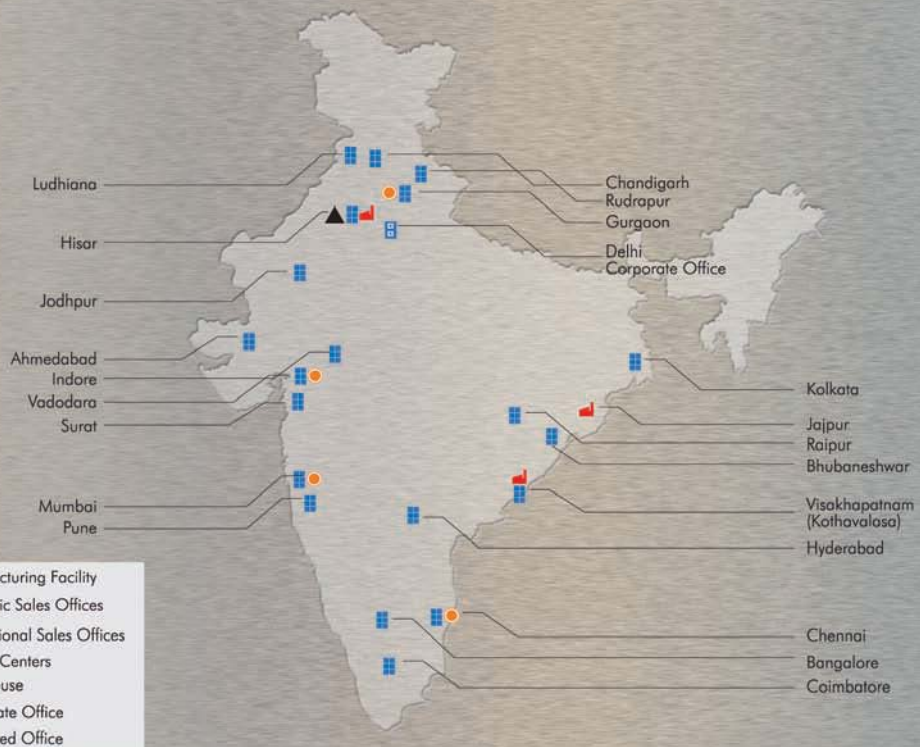 Ludhiana
Hisar
Jodhpur
Ahmedabad
Indore
Vadodara
Surat
Mumbai
Pune
Chandigarh
Rudrapur
Gurgaon
Delhi
Corporate Office
Kolkata
Jajpur
Raipur
Bhubaneshwar
Visakhapatnam
(Kothavalasa)
Hyderabad
Chennai
Bangalore
Coimbatore
cturing Facility
ic Sales Offices
ional Sales Offices
Centers
use
ate Office
ed Office